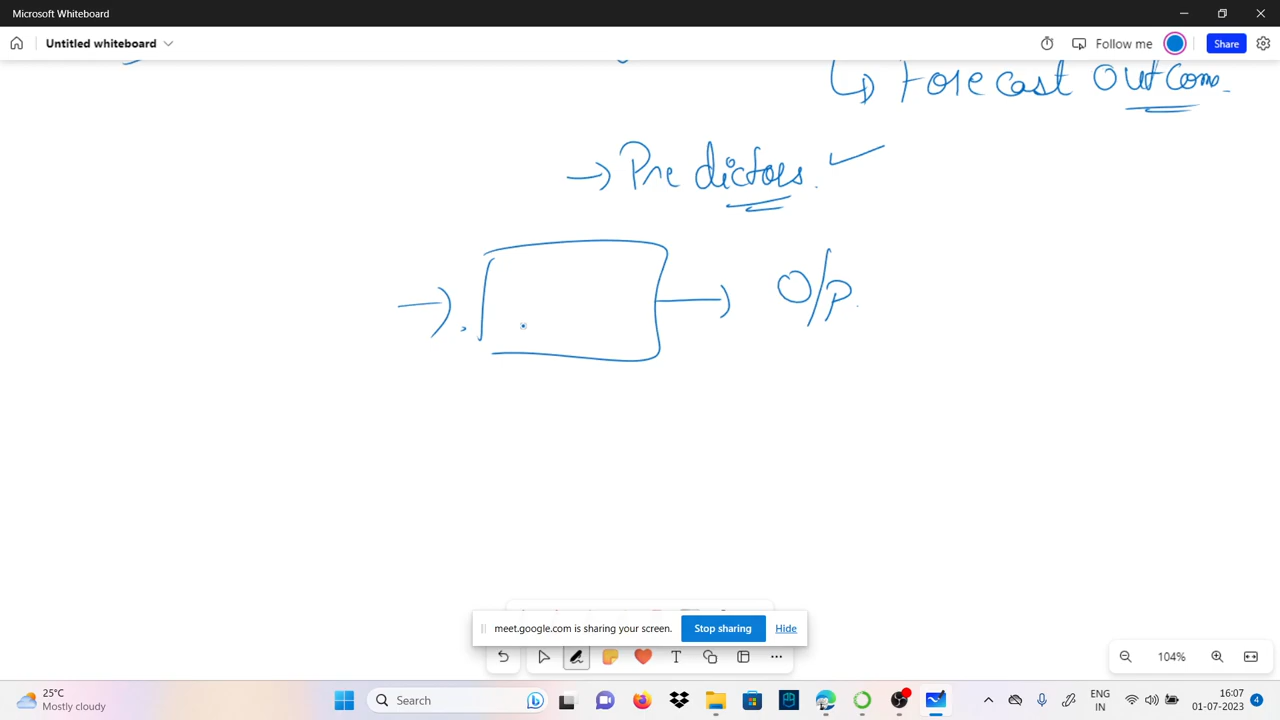 Microsoft Whiteboard
Untitled whiteboard
Follow me
Share
↳ Forecast Outcome.
→ Predictors. ✓
O/P.
meet.google.com is sharing your screen.
Stop sharing
Hide
104%
25°C
Mostly cloudy
Search
ENG
IN
16:07
01-07-2023
4